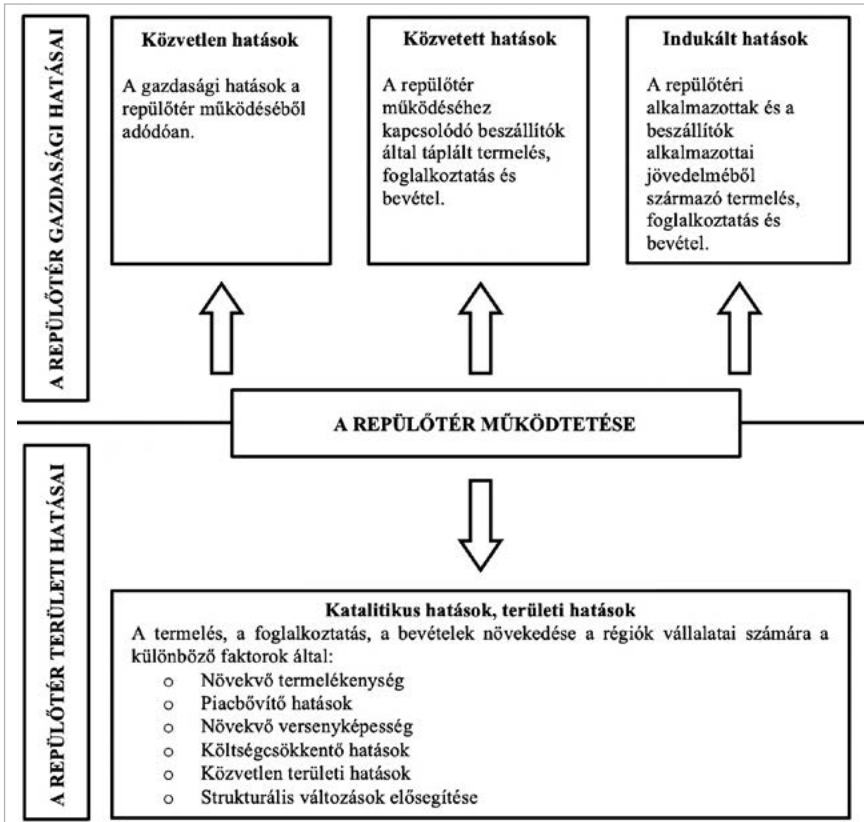 A REPÜLŐTÉR GAZDASÁGI HATÁSAI
Közvetlen hatások
A gazdasági hatások a
repülőtér működéséből
adódóan.
Közvetett hatások
A repülőtér
működéséhez
kapcsolódó beszállítók
által táplált termelés,
foglalkoztatás és
bevétel.
Indukált hatások
A repülőtéri
alkalmazottak és a
beszállítók
alkalmazottai
jövedelméből
származó termelés,
foglalkoztatás és
bevétel.
A REPÜLŐTÉR MŰKÖDTETÉSE
A REPÜLŐTÉR TERÜLETI HATÁSAI
Katalitikus hatások, területi hatások
A termelés, a foglalkoztatás, a bevételek növekedése a régiók vállalatai számára a
különböző faktorok által:
o Növekvő termelékenység
o Piacbővítő hatások
o Növekvő versenyképesség
o Költségcsökkentő hatások
o Közvetlen területi hatások
o Strukturális változások elősegítése